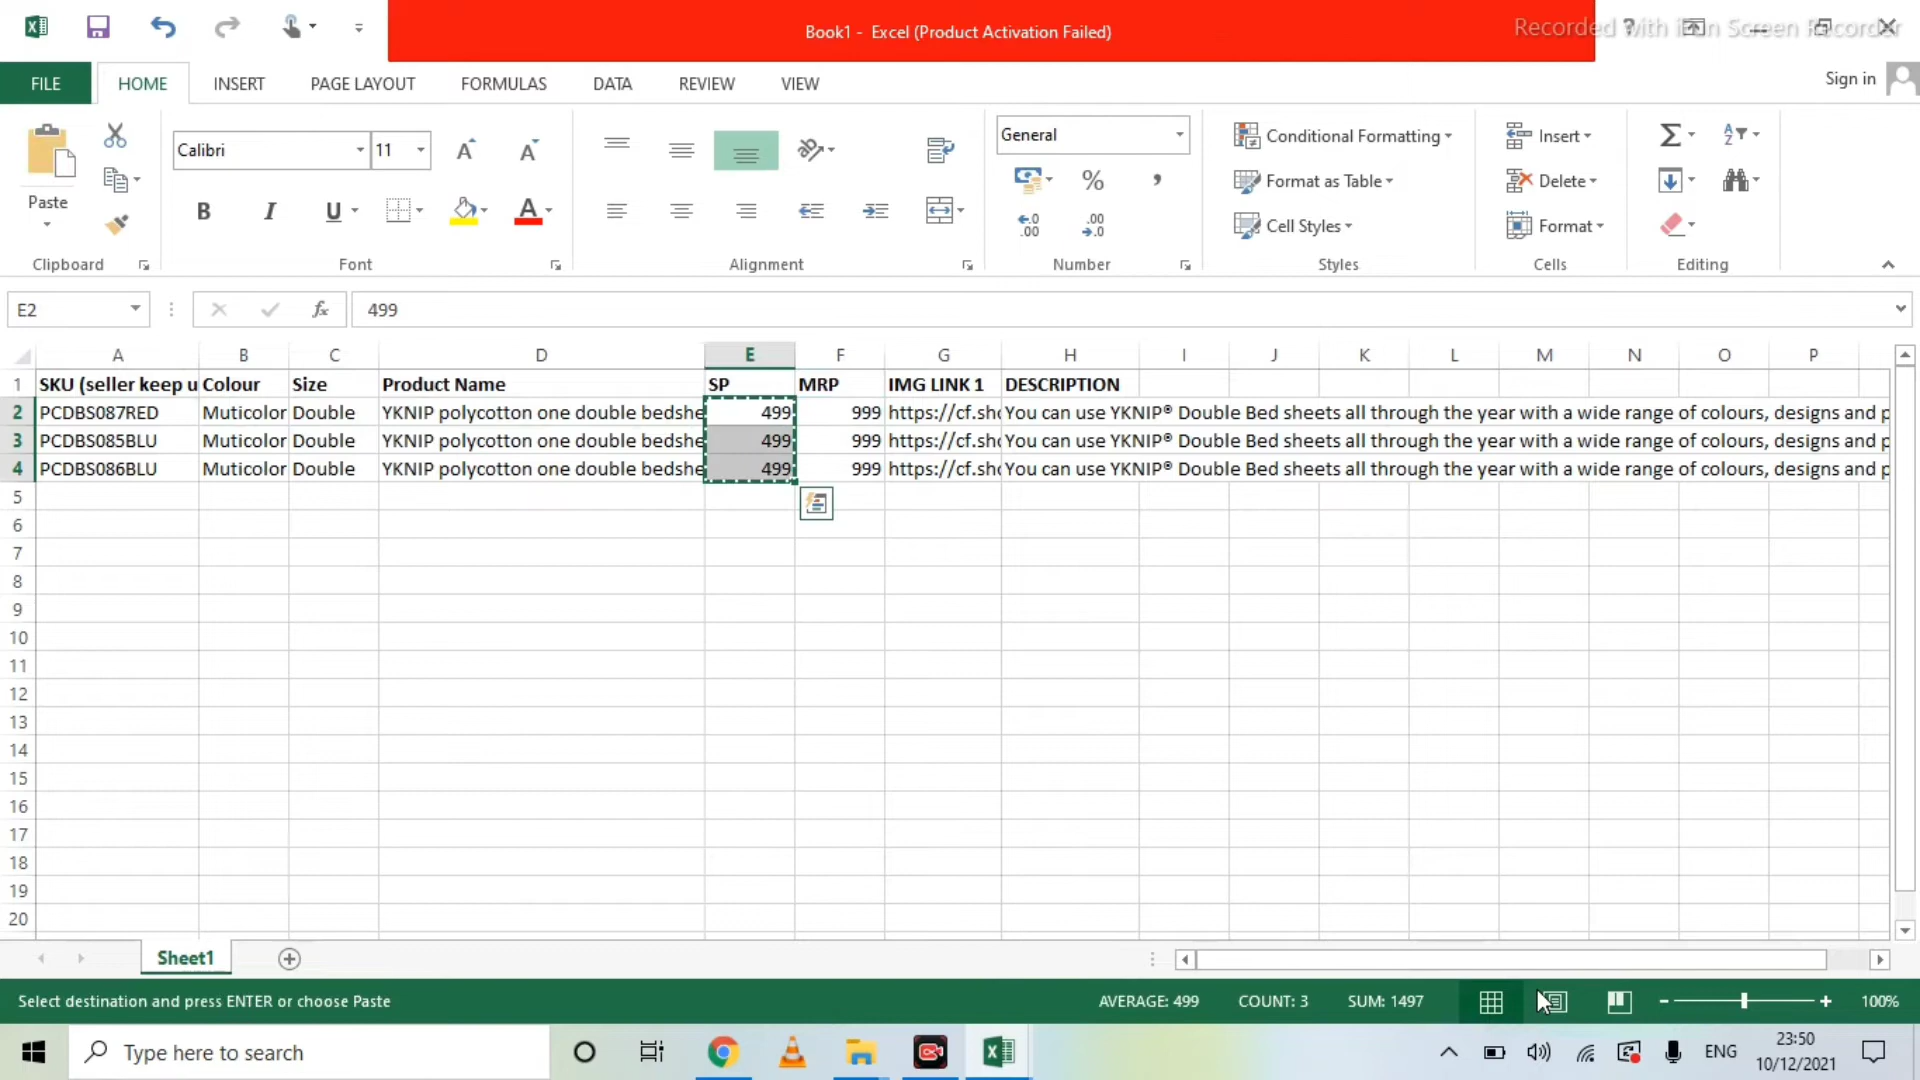 Book1 - Excel (Product Activation Failed)
Recorded With iFun Screen Recorder
FILE HOME INSERT PAGE LAYOUT FORMULAS DATA REVIEW VIEW Sign in
Calibri 11 General
Conditional Formatting Insert
Paste
Format as Table Delete
B I U A
Cell Styles Format
Clipboard Font Alignment Number Styles Cells Editing
E2 fx 499
A B C D E F G H I J K L M N O P
1 SKU (seller keep u Colour Size Product Name SP MRP IMG LINK 1 DESCRIPTION
2 PCDBS087RED Muticolor Double YKNIP polycotton one double bedshe 499 999 https://cf.sho You can use YKNIP® Double Bed sheets all through the year with a wide range of colours, designs and p
3 PCDBS085BLU Muticolor Double YKNIP polycotton one double bedshe 499 999 https://cf.sho You can use YKNIP® Double Bed sheets all through the year with a wide range of colours, designs and p
4 PCDBS086BLU Muticolor Double YKNIP polycotton one double bedshe 499 999 https://cf.sho You can use YKNIP® Double Bed sheets all through the year with a wide range of colours, designs and p
5
6
7
8
9
10
11
12
13
14
15
16
17
18
19
20
Sheet1
Select destination and press ENTER or choose Paste AVERAGE: 499 COUNT: 3 SUM: 1497 100%
Type here to search ENG 23:50
10/12/2021